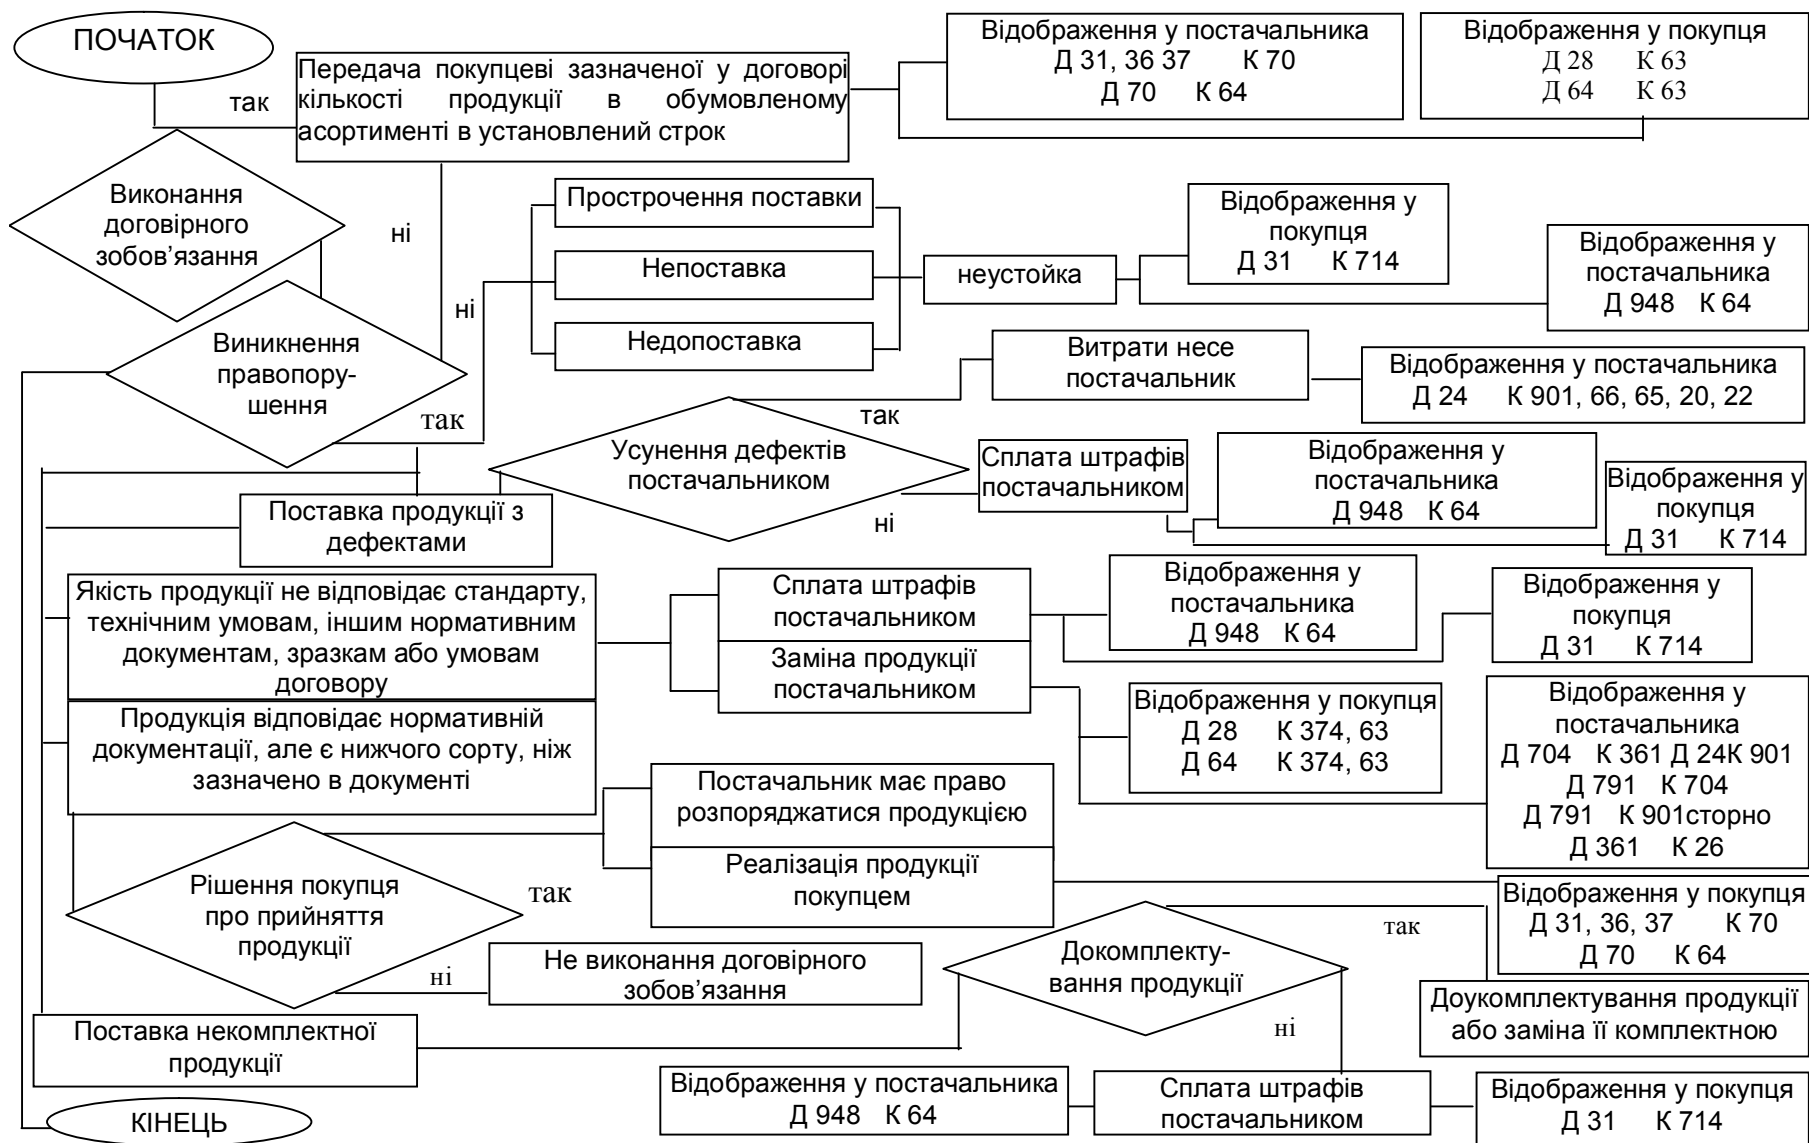 ПОЧАТОК
так
Передача покупцеві зазначеної у договорі
кількості продукції в обумовленому
асортименті в установлений строк
Відображення у постачальника
Д 31, 36 37 К 70
Д 70 К 64
Відображення у покупця
Д 28 К 63
Д 64 К 63
Виконання
договірного
зобов’язання
ні
ні
Прострочення поставки
Непоставка
Недопоставка
неустойка
Відображення у
покупця
Д 31 К 714
Відображення у
постачальника
Д 948 К 64
Виникнення
правопору-
шення
так
Витрати несе
постачальник
Відображення у постачальника
Д 24 К 901, 66, 65, 20, 22
так
Усунення дефектів
постачальником
ні
Сплата штрафів
постачальником
Відображення у
постачальника
Д 948 К 64
Відображення у
покупця
Д 31 К 714
Поставка продукції з
дефектами
Якість продукції не відповідає стандарту,
технічним умовам, іншим нормативним
документам, зразкам або умовам
договору
Сплата штрафів
постачальником
Заміна продукції
постачальником
Відображення у
постачальника
Д 948 К 64
Відображення у
покупця
Д 31 К 714
Продукція відповідає нормативній
документації, але є нижчого сорту, ніж
зазначено в документі
Відображення у покупця
Д 28 К 374, 63
Д 64 К 374, 63
Відображення у
постачальника
Д 704 К 361 Д 24К 901
Д 791 К 704
Д 791 К 901сторно
Д 361 К 26
Постачальник має право
розпоряджатися продукцією
Реалізація продукції
покупцем
Рішення покупця
про прийняття
продукції
так
ні
Не виконання договірного
зобов’язання
Відображення у покупця
Д 31, 36, 37 К 70
Д 70 К 64
Докомплекту-
вання продукції
так
ні
Доукомплектування продукції
або заміна її комплектною
Поставка некомплектної
продукції
Відображення у постачальника
Д 948 К 64
Сплата штрафів
постачальником
Відображення у покупця
Д 31 К 714
КІНЕЦЬ